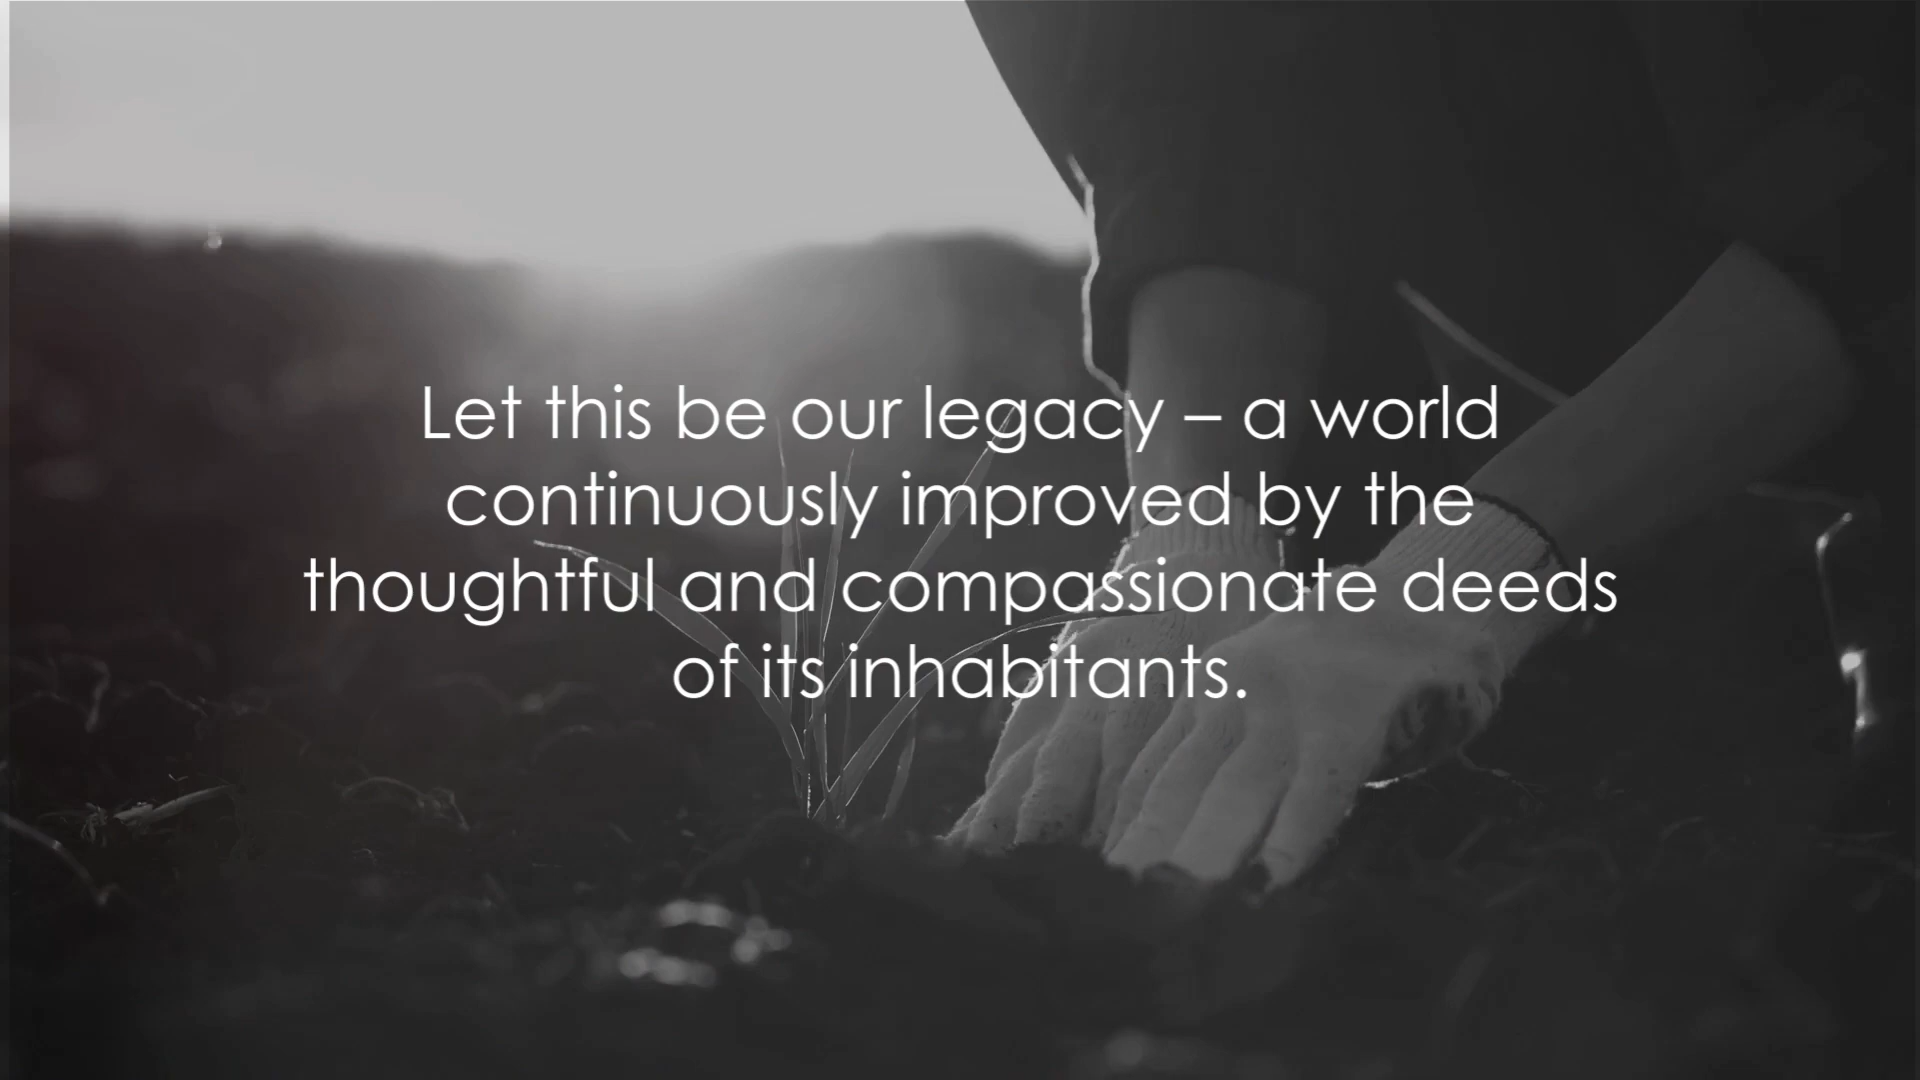 Let this be our legacy – a world
continuously improved by the
thoughtful and compassionate deeds
of its inhabitants.